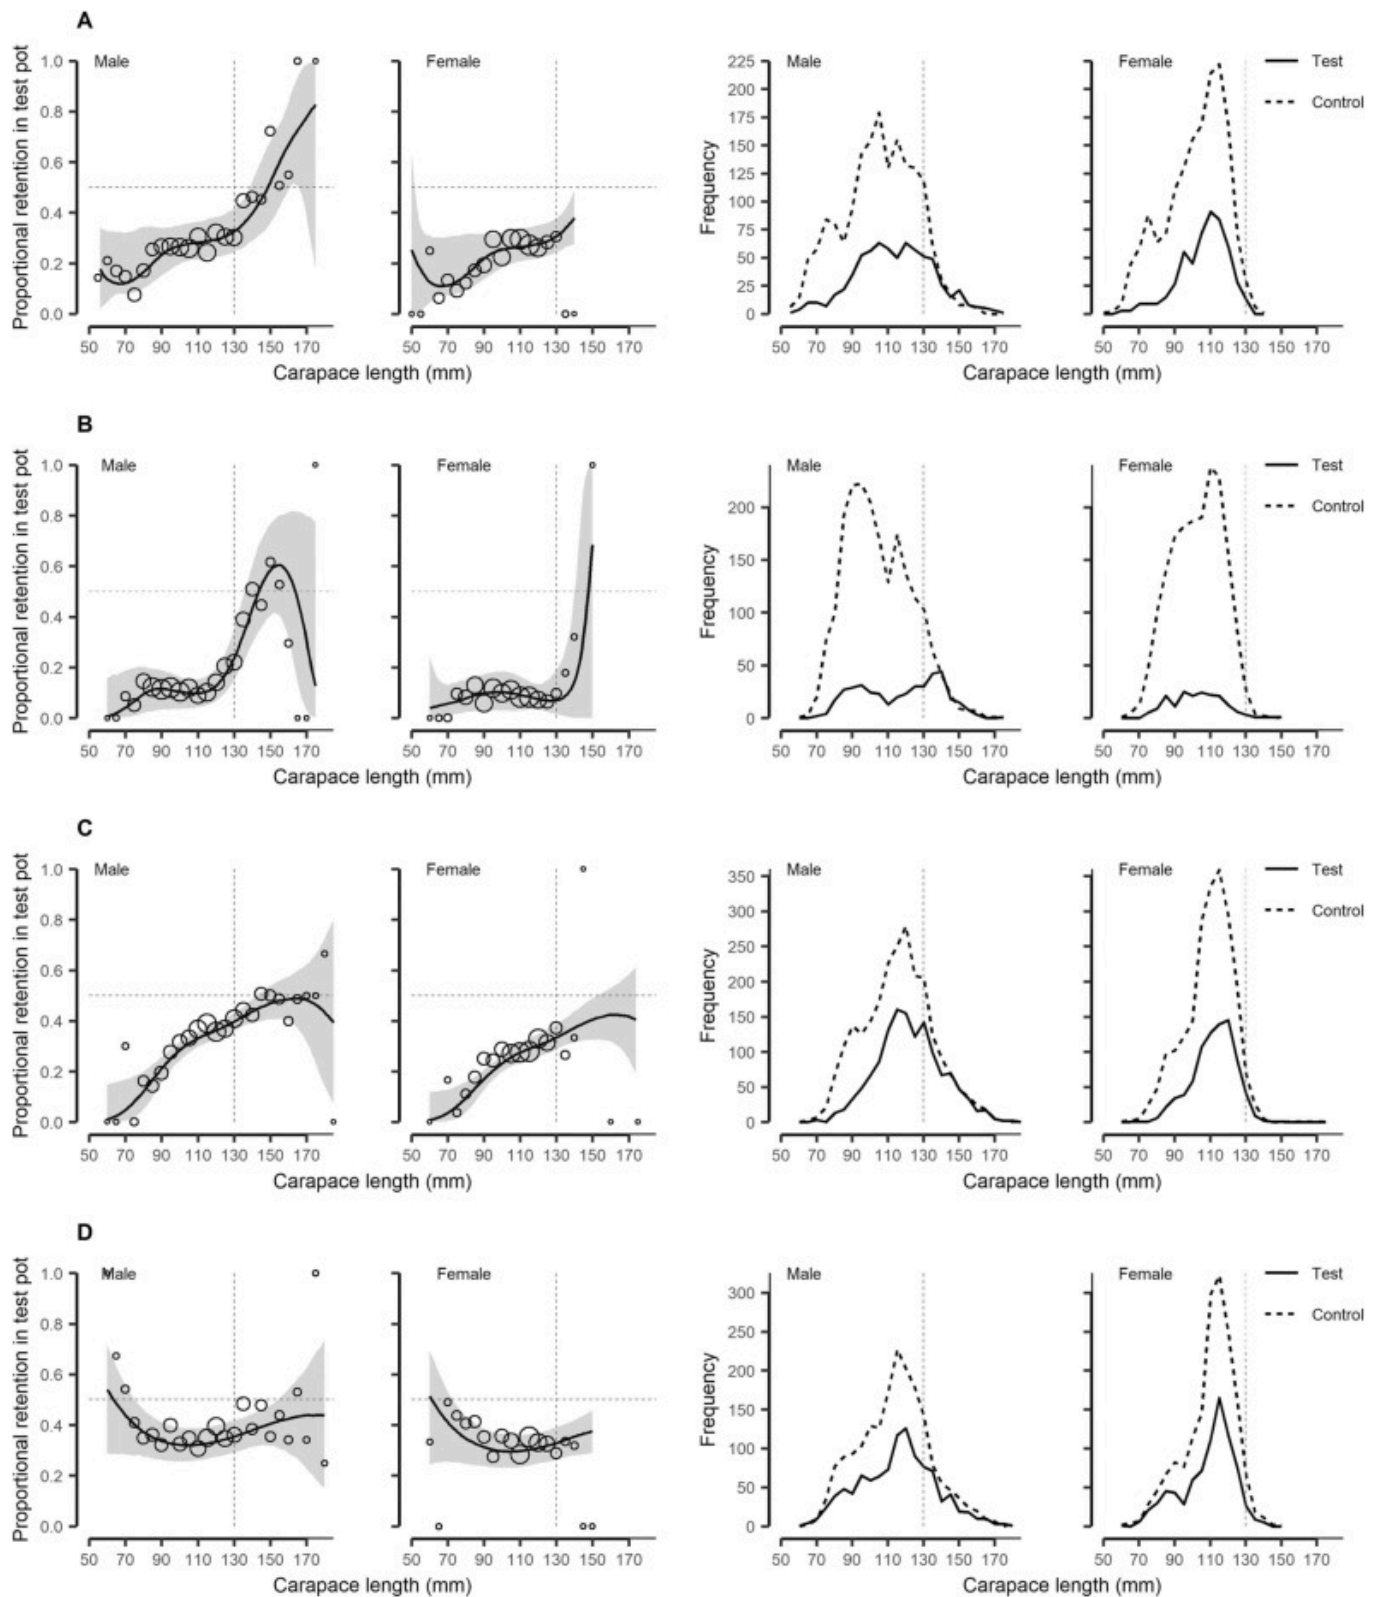 A
Proportional retention in test pot
Male
Female
1.0
0.8
0.6
0.4
0.2
0.0
50 70 90 110 130 150 170
50 70 90 110 130 150 170
Carapace length (mm)
Frequency
Male
Female
225
200
175
150
125
100
75
50
25
0
50 70 90 110 130 150 170
50 70 90 110 130 150 170
Carapace length (mm)
Test
Control
B
Proportional retention in test pot
Male
Female
1.0
0.8
0.6
0.4
0.2
0.0
50 70 90 110 130 150 170
50 70 90 110 130 150 170
Carapace length (mm)
Frequency
Male
Female
200
150
100
50
0
50 70 90 110 130 150 170
50 70 90 110 130 150 170
Carapace length (mm)
Test
Control
C
Proportional retention in test pot
Male
Female
1.0
0.8
0.6
0.4
0.2
0.0
50 70 90 110 130 150 170
50 70 90 110 130 150 170
Carapace length (mm)
Frequency
Male
Female
350
300
250
200
150
100
50
0
50 70 90 110 130 150 170
50 70 90 110 130 150 170
Carapace length (mm)
Test
Control
D
Proportional retention in test pot
Male
Female
1.0
0.8
0.6
0.4
0.2
0.0
50 70 90 110 130 150 170
50 70 90 110 130 150 170
Carapace length (mm)
Frequency
Male
Female
300
250
200
150
100
50
0
50 70 90 110 130 150 170
50 70 90 110 130 150 170
Carapace length (mm)
Test
Control